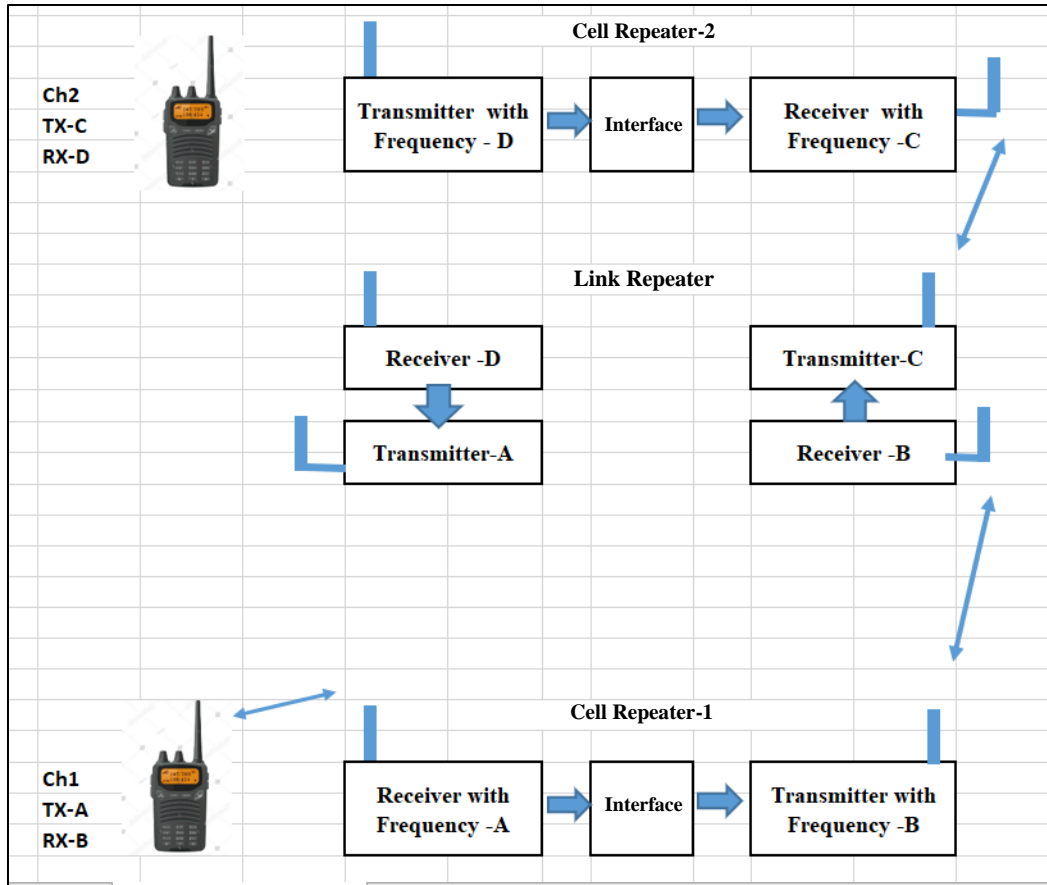 Cell Repeater-2
Ch2
TX-C
RX-D
Transmitter with
Frequency - D
Interface
Receiver with
Frequency -C
Link Repeater
Receiver -D
Transmitter-C
Transmitter-A
Receiver -B
Cell Repeater-1
Ch1
TX-A
RX-B
Receiver with
Frequency -A
Interface
Transmitter with
Frequency -B